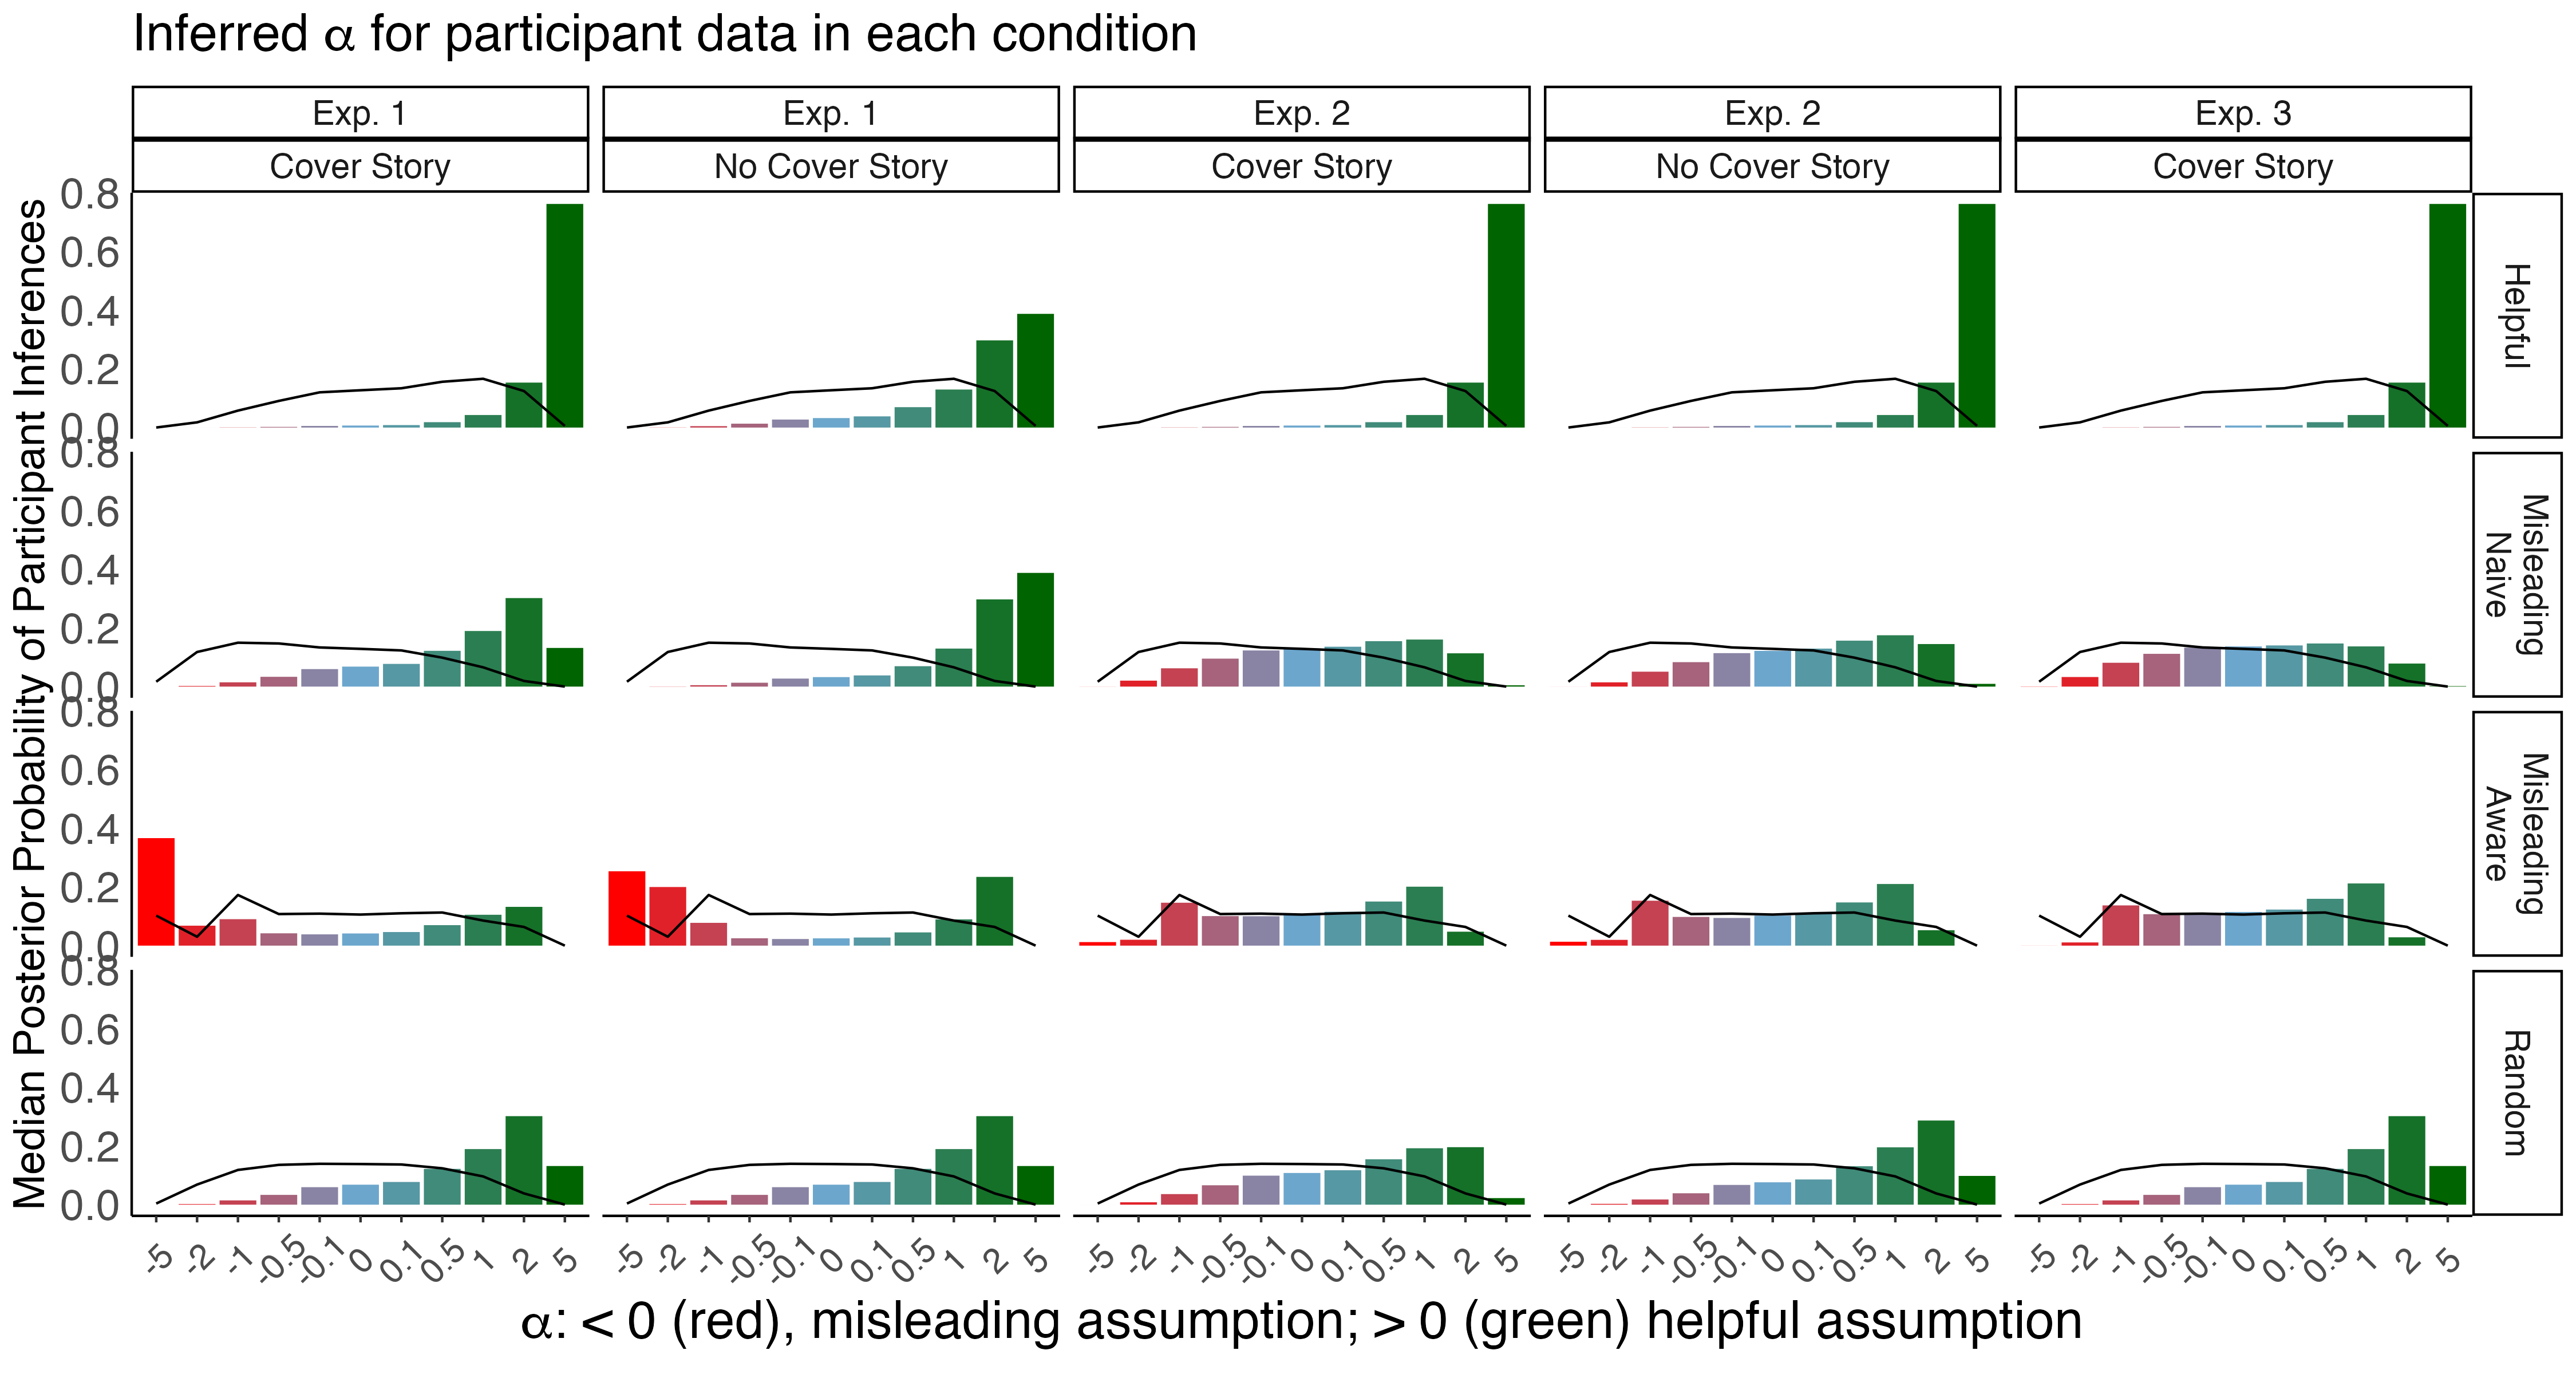 Inferred α for participant data in each condition
Exp. 1
Exp. 1
Exp. 2
Exp. 2
Exp. 3
Cover Story
No Cover Story
Cover Story
No Cover Story
Cover Story
Median Posterior Probability of Participant Inferences
0.8
0.6
0.4
0.2
0.0
Helpful
0.8
0.6
0.4
0.2
0.0
Misleading
Naive
0.8
0.6
0.4
0.2
0.0
Misleading
Aware
0.8
0.6
0.4
0.2
0.0
Random
-5 -2 -1 -0.5 -0.1 0 0.1 0.5 1 2 5
-5 -2 -1 -0.5 -0.1 0 0.1 0.5 1 2 5
-5 -2 -1 -0.5 -0.1 0 0.1 0.5 1 2 5
-5 -2 -1 -0.5 -0.1 0 0.1 0.5 1 2 5
-5 -2 -1 -0.5 -0.1 0 0.1 0.5 1 2 5
α: < 0 (red), misleading assumption; > 0 (green) helpful assumption